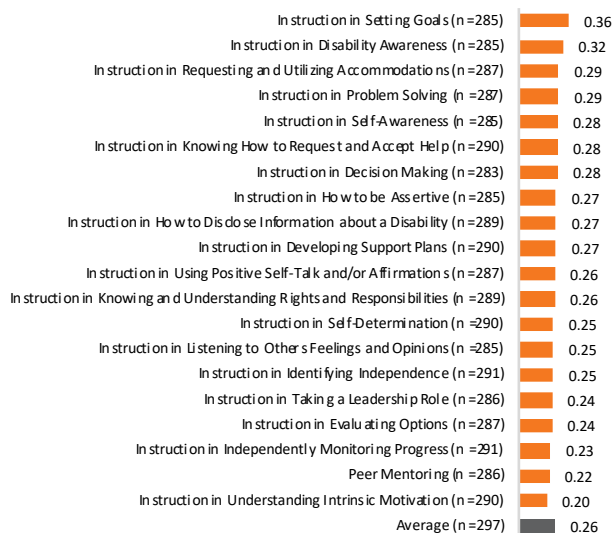 Instruction in Setting Goals (n =285) 0.36
Instruction in Disability Awareness (n =285) 0.32
Instruction in Requesting and Utilizing Accommodations (n =287) 0.29
Instruction in Problem Solving (n =287) 0.29
Instruction in Self-Awareness (n =285) 0.28
Instruction in Knowing How to Request and Accept Help (n =290) 0.28
Instruction in Decision Making (n =283) 0.28
Instruction in How to be Assertive (n =285) 0.27
Instruction in How to Disclose Information about a Disability (n =289) 0.27
Instruction in Developing Support Plans (n =290) 0.27
Instruction in Using Positive Self-Talk and/or Affirmations (n =287) 0.26
Instruction in Knowing and Understanding Rights and Responsibilities (n =289) 0.26
Instruction in Self-Determination (n =290) 0.25
Instruction in Listening to Others Feelings and Opinions (n =285) 0.25
Instruction in Identifying Independence (n =291) 0.25
Instruction in Taking a Leadership Role (n =286) 0.24
Instruction in Evaluating Options (n =287) 0.24
Instruction in Independently Monitoring Progress (n =291) 0.23
Peer Mentoring (n =286) 0.22
Instruction in Understanding Intrinsic Motivation (n =290) 0.20
Average (n =297) 0.26